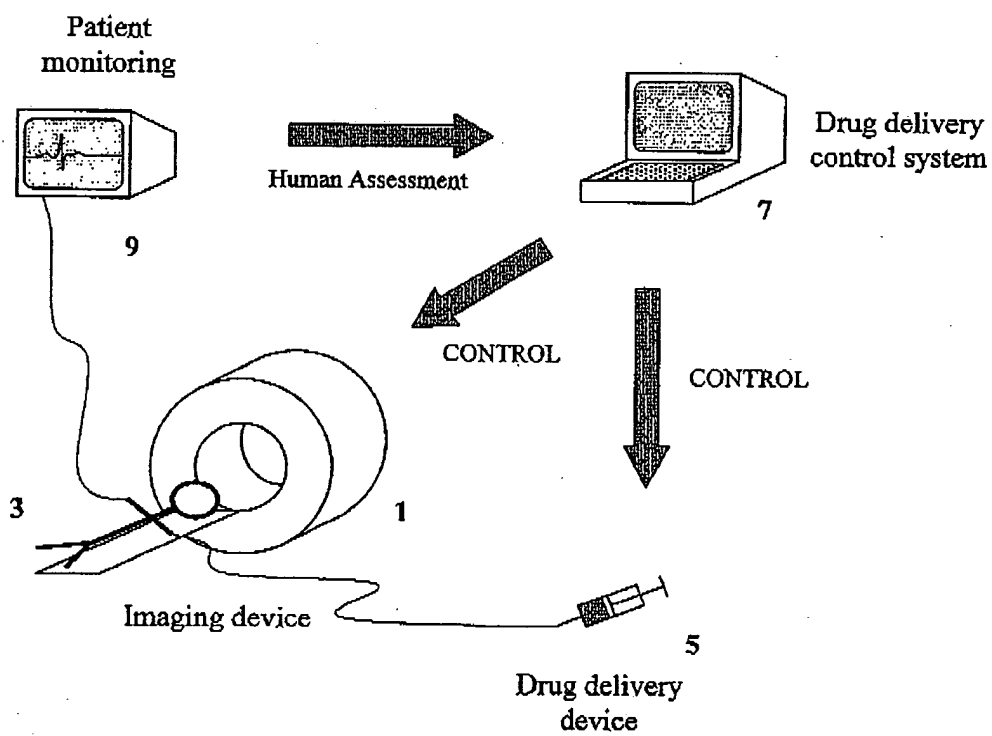 Patient
monitoring
Human Assessment
Drug delivery
control system
7
9
CONTROL
CONTROL
3
1
Imaging device
5
Drug delivery
device